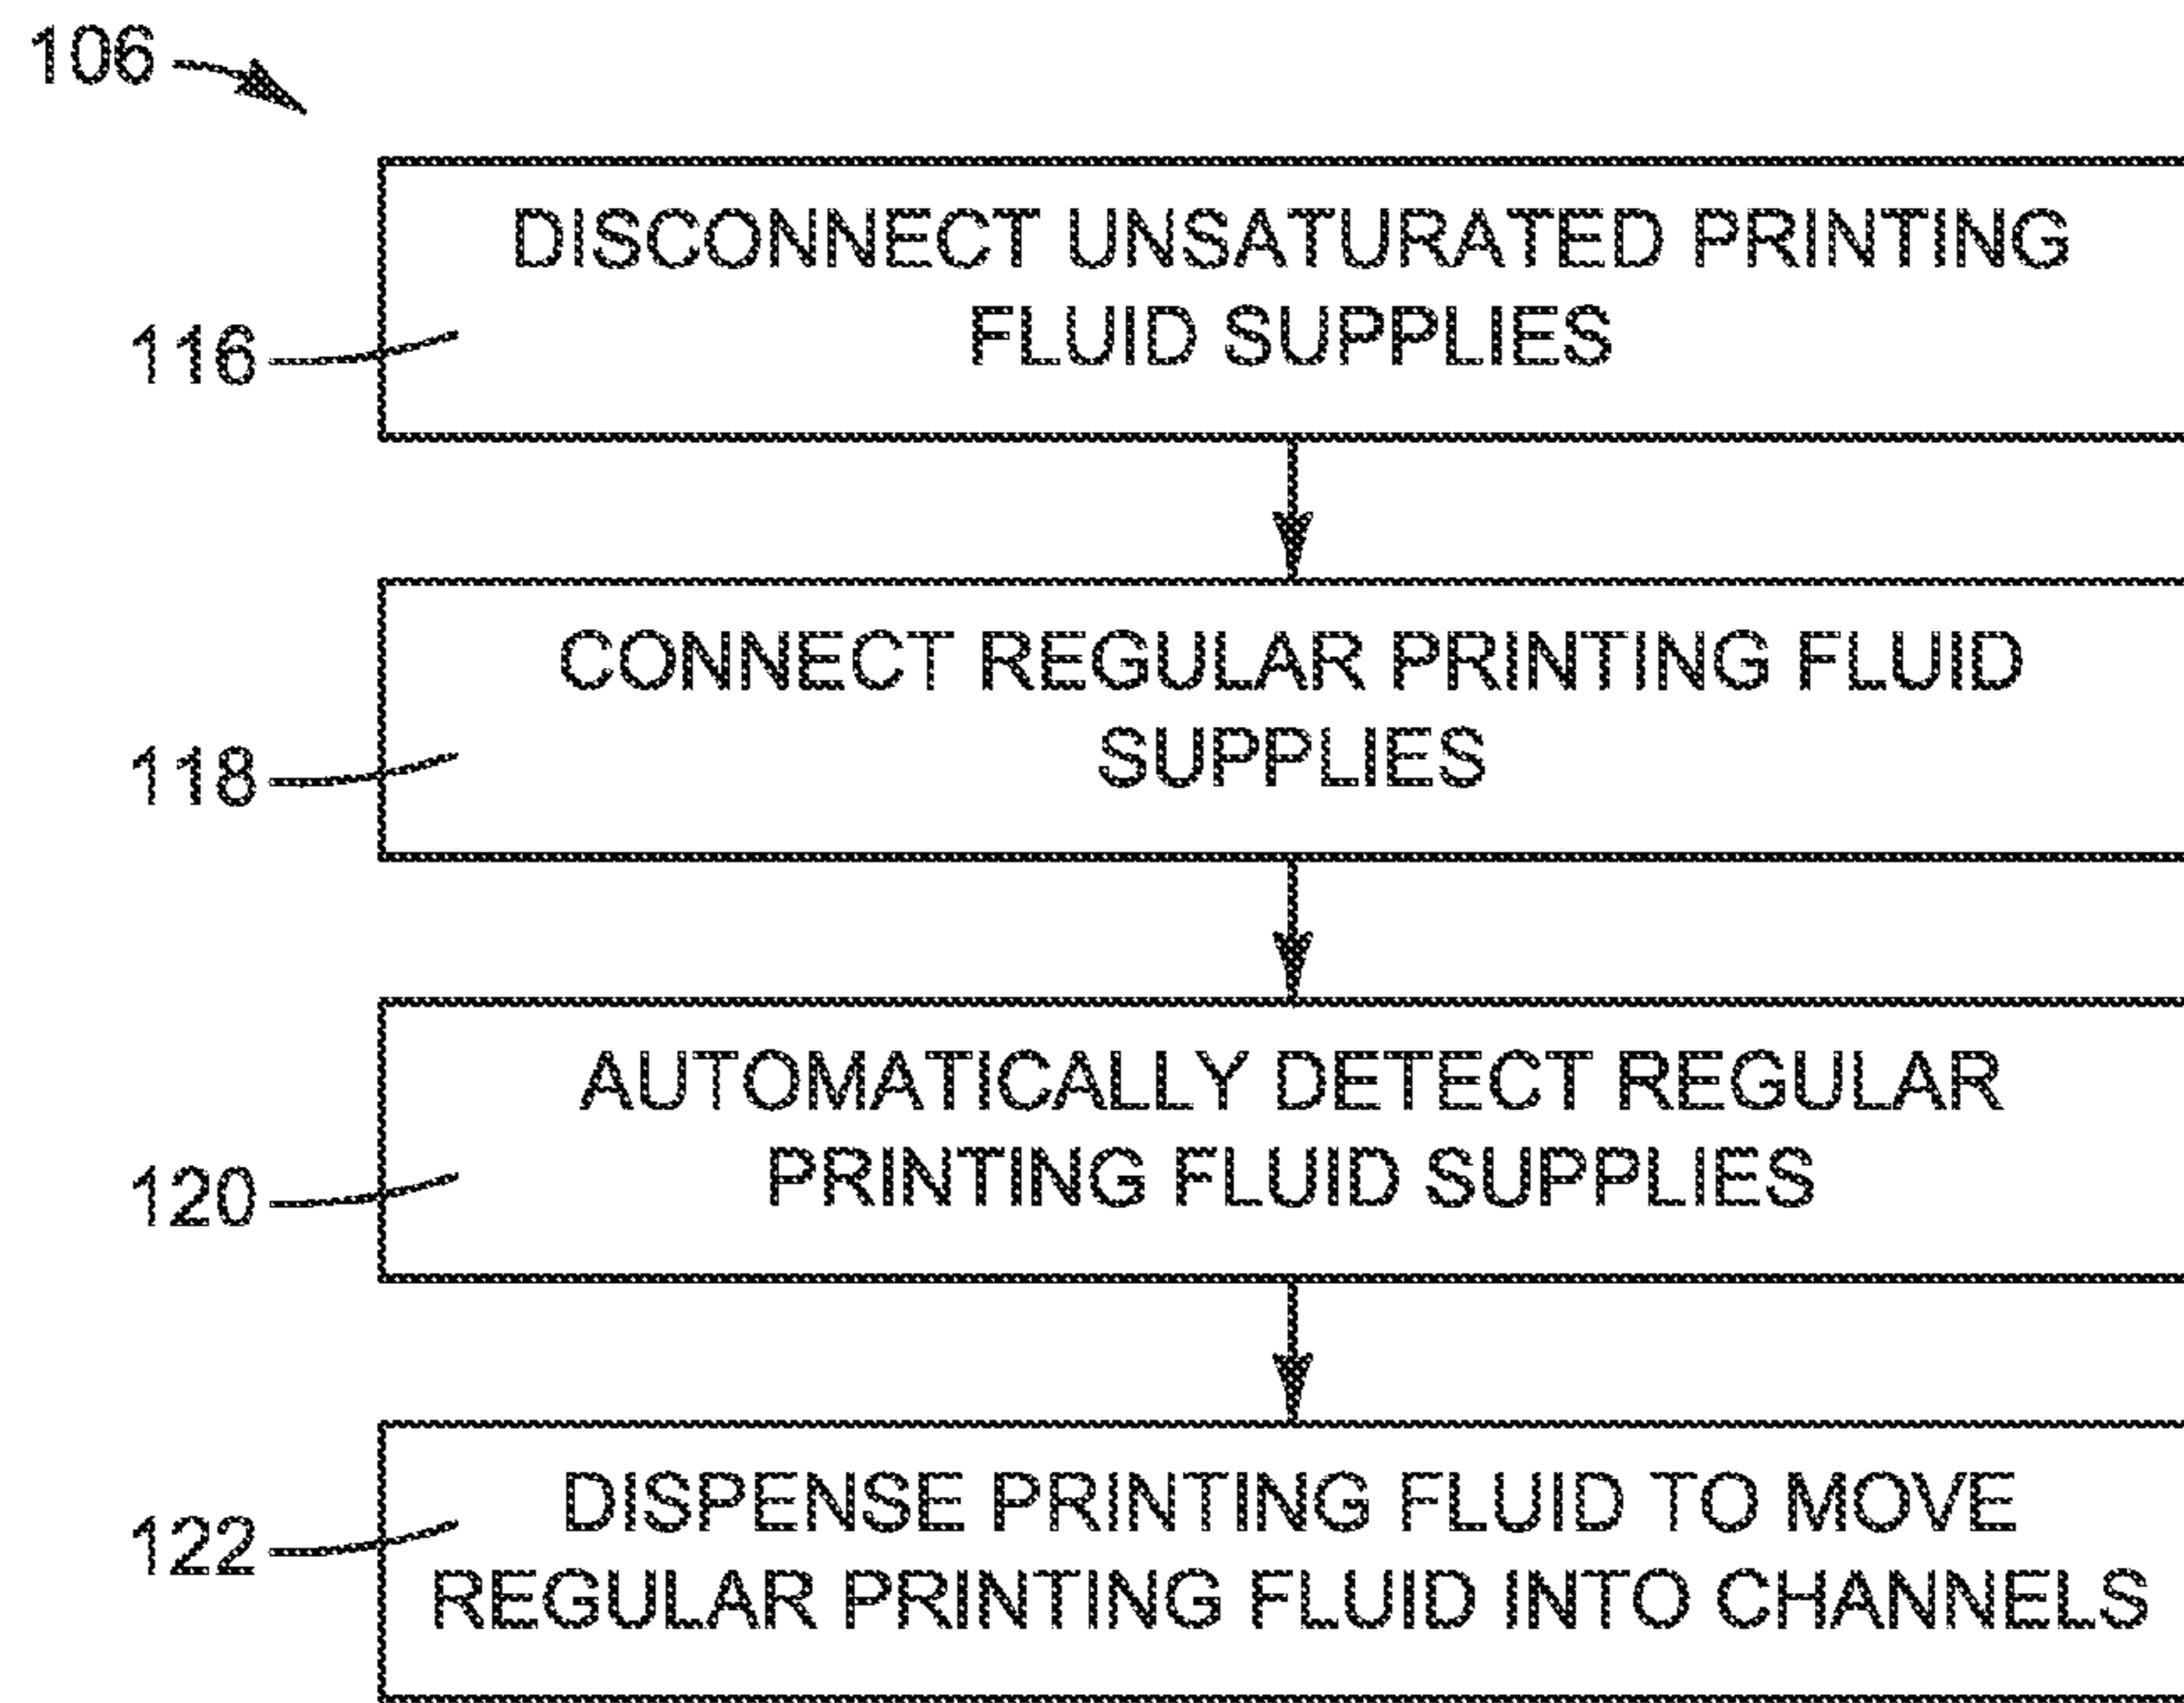 106
DISCONNECT UNSATURATED PRINTING
FLUID SUPPLIES
116
CONNECT REGULAR PRINTING FLUID
SUPPLIES
118
AUTOMATICALLY DETECT REGULAR
PRINTING FLUID SUPPLIES
120
DISPENSE PRINTING FLUID TO MOVE
REGULAR PRINTING FLUID INTO CHANNELS
122